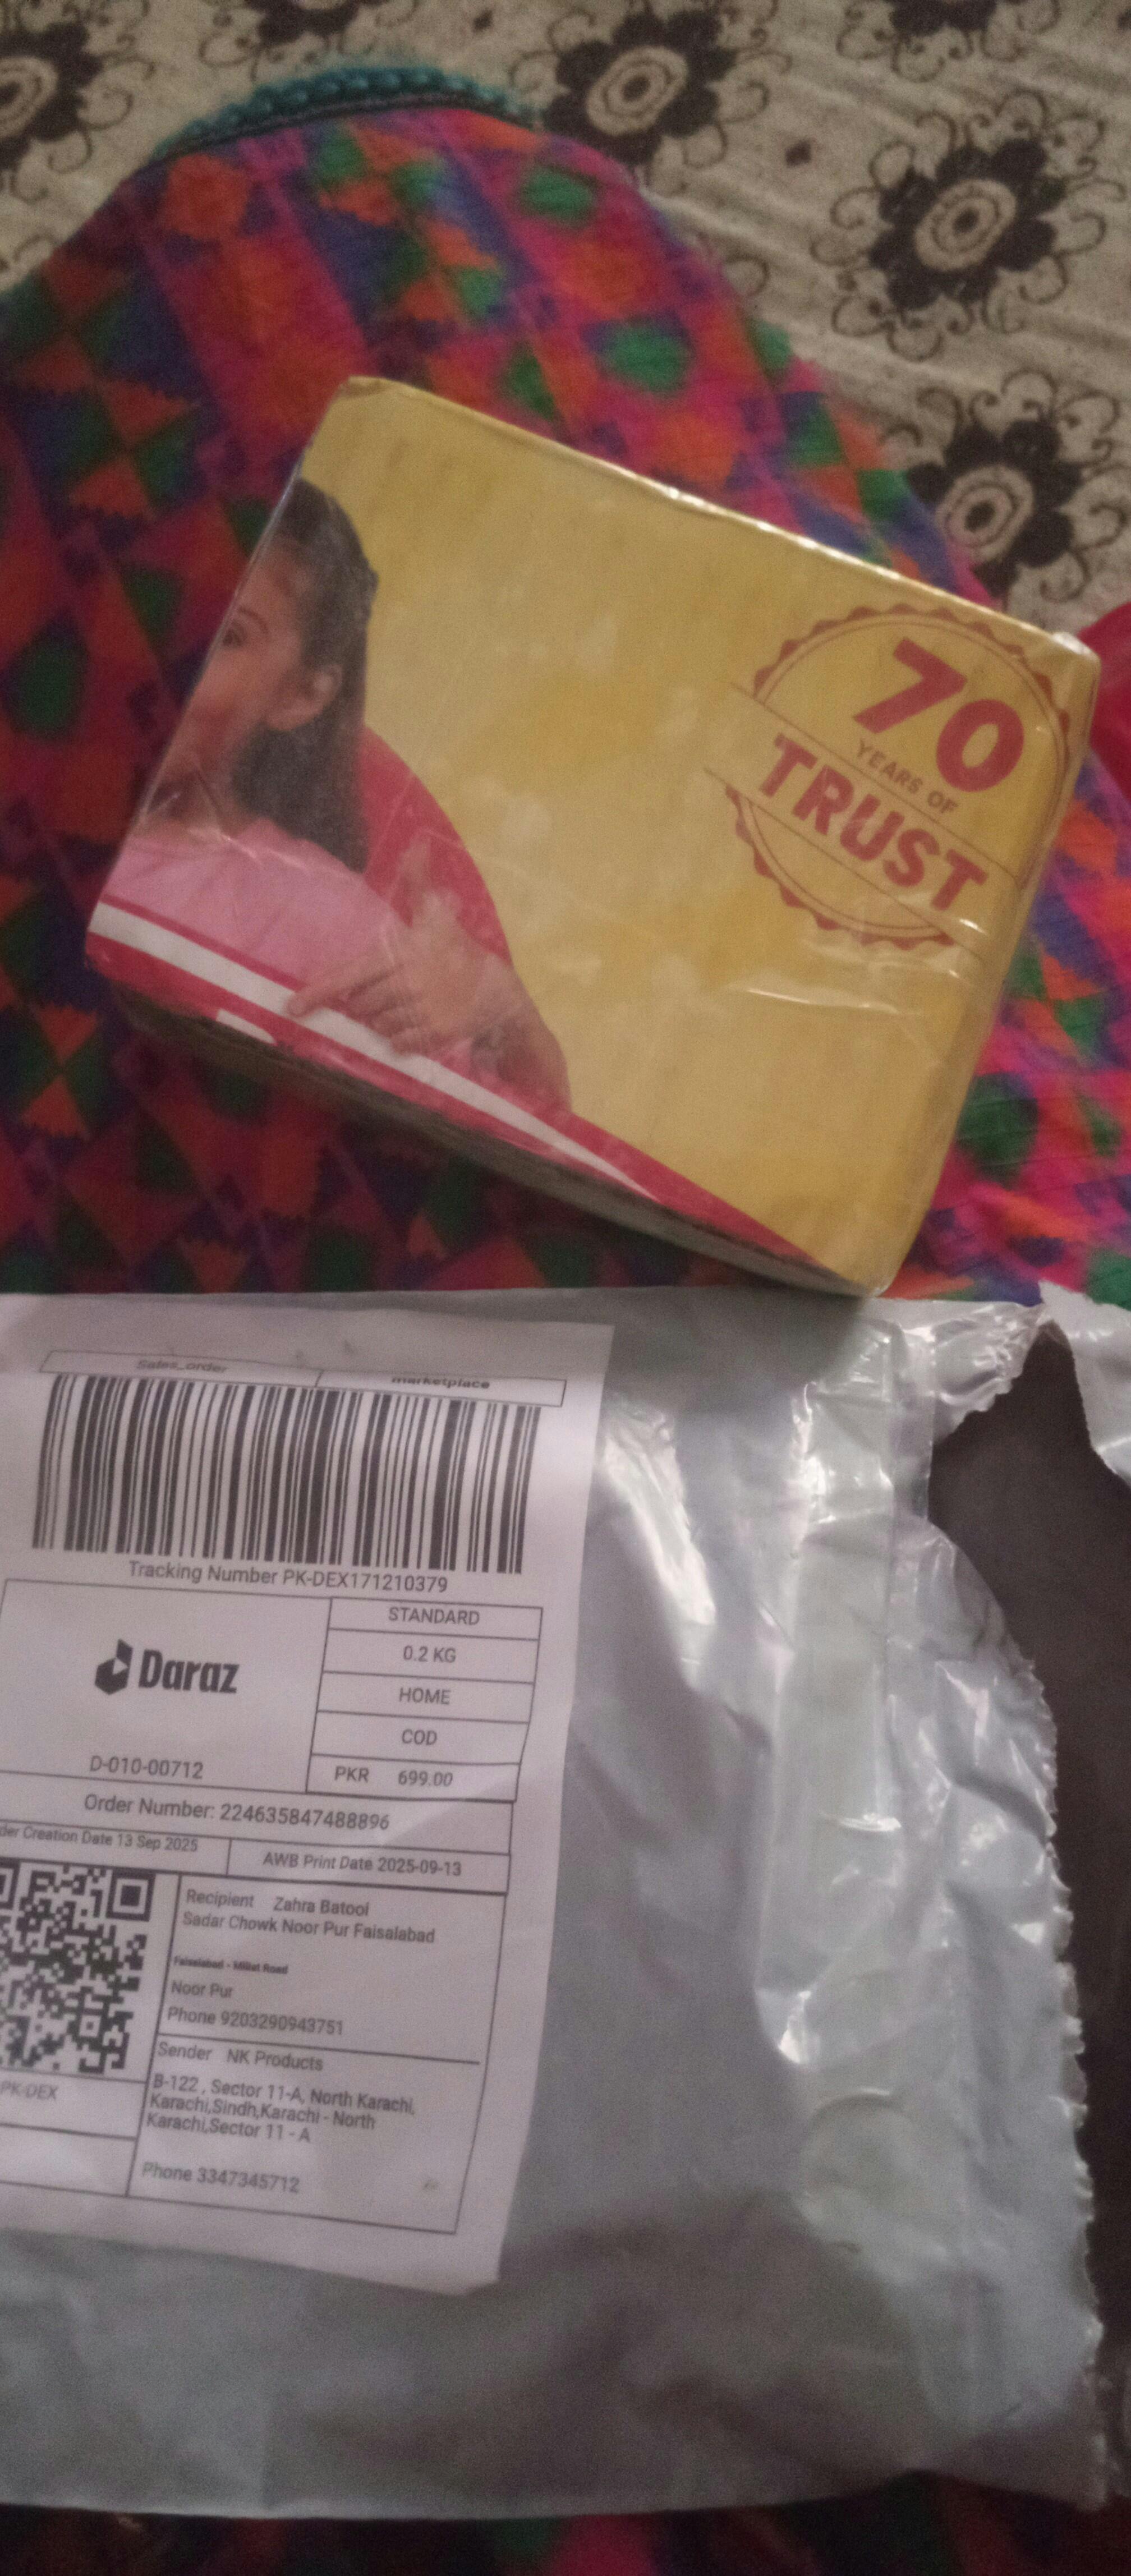 70
YEARS OF
TRUST
Sales_order
marketplace
Tracking Number PK-DEX171210379
STANDARD
0.2 KG
HOME
COD
PKR 699.00
Daraz
D-010-00712
Order Number: 224635847488896
Creation Date 13 Sep 2025
AWB Print Date 2025-09-13
Recipient Zahra Batool
Sadar Chowk Noor Pur Faisalabad
Faisalabad - Millat Road
Noor Pur
Phone 9203290943751
Sender NK Products
B-122 , Sector 11-A, North Karachi,
Karachi,Sindh,Karachi - North
Karachi,Sector 11 - A
Phone 3347345712
PK-DEX